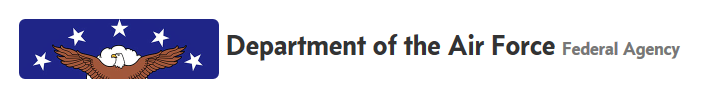 Department of the Air Force Federal Agency